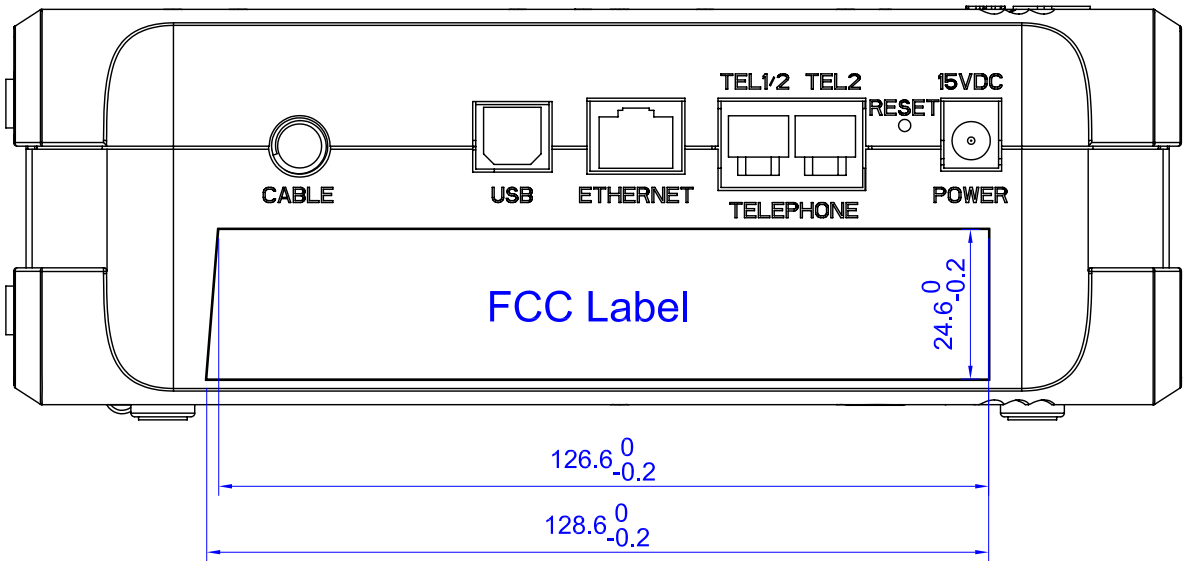 TEL1/2 TEL2 15VDC
RESET
CABLE USB ETHERNET POWER
TELEPHONE
FCC Label
24.6 0 -0.2
126.6 0 -0.2
128.6 0 -0.2